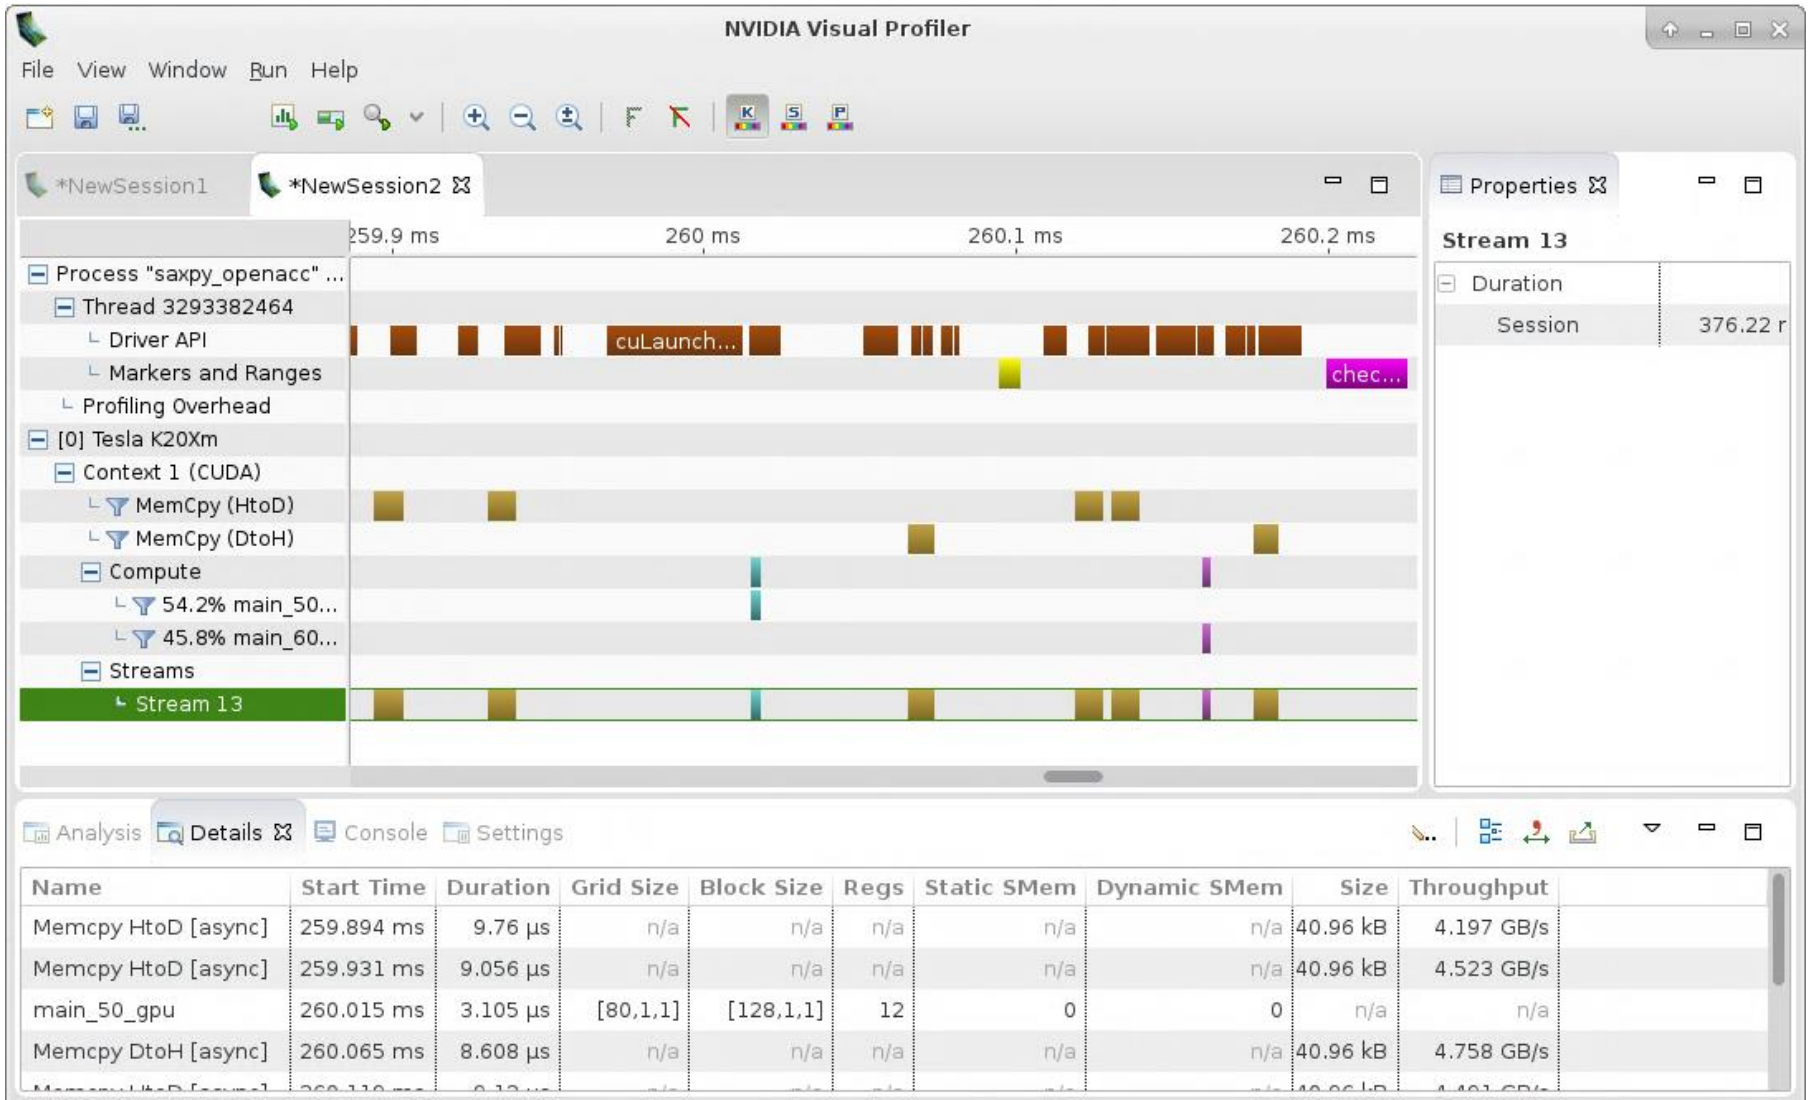 NVIDIA Visual Profiler
File View Window Run Help
K S P
*NewSession1 *NewSession2 Properties
259.9 ms 260 ms 260.1 ms 260.2 ms
Stream 13
Process "saxpy_openacc" ...
Duration
Thread 3293382464
Session 376.22 r
Driver API cuLaunch...
Markers and Ranges chec...
Profiling Overhead
[0] Tesla K20Xm
Context 1 (CUDA)
MemCpy (HtoD)
MemCpy (DtoH)
Compute
54.2% main_50...
45.8% main_60...
Streams
Stream 13
Analysis Details Console Settings
Name Start Time Duration Grid Size Block Size Regs Static SMem Dynamic SMem Size Throughput
Memcpy HtoD [async] 259.894 ms 9.76 µs n/a n/a n/a n/a n/a 40.96 kB 4.197 GB/s
Memcpy HtoD [async] 259.931 ms 9.056 µs n/a n/a n/a n/a n/a 40.96 kB 4.523 GB/s
main_50_gpu 260.015 ms 3.105 µs [80,1,1] [128,1,1] 12 0 0 n/a n/a
Memcpy DtoH [async] 260.065 ms 8.608 µs n/a n/a n/a n/a n/a 40.96 kB 4.758 GB/s